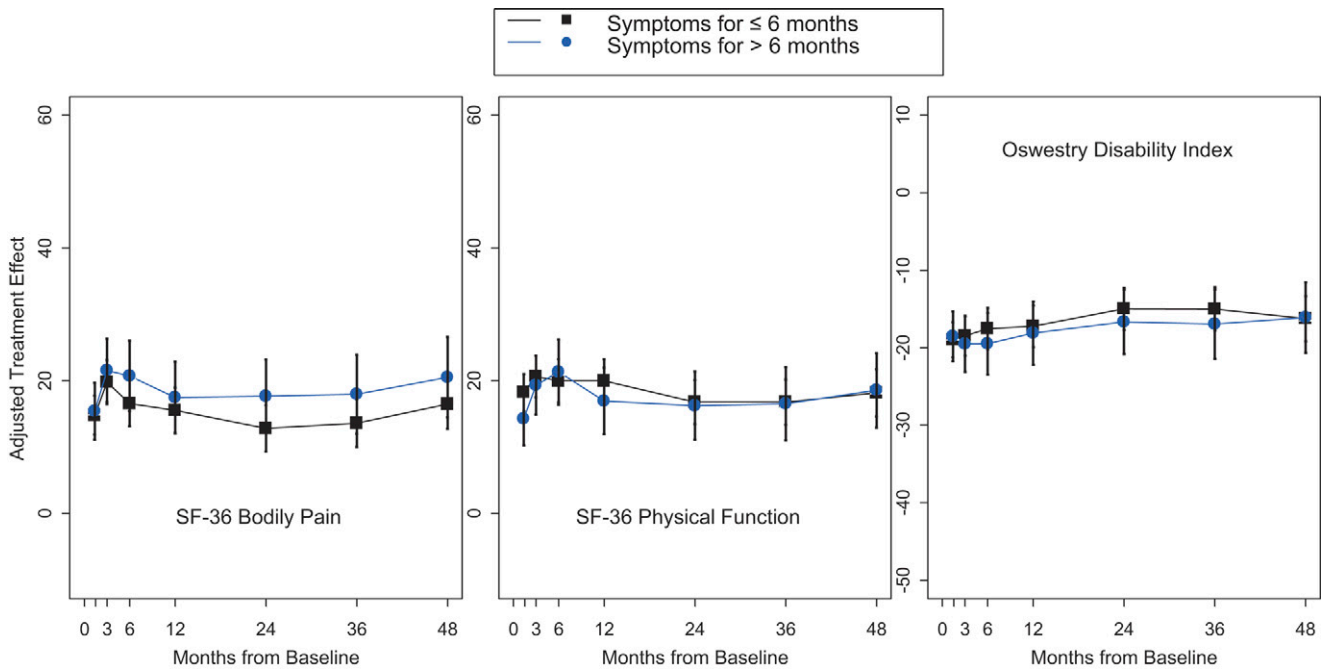 Symptoms for ≤ 6 months
Symptoms for > 6 months
Adjusted Treatment Effect
60
40
20
0
SF-36 Bodily Pain
0 3 6 12 24 36 48
Months from Baseline
60
40
20
0
SF-36 Physical Function
0 3 6 12 24 36 48
Months from Baseline
10
0
-10
-20
-30
-40
-50
Oswestry Disability Index
0 3 6 12 24 36 48
Months from Baseline